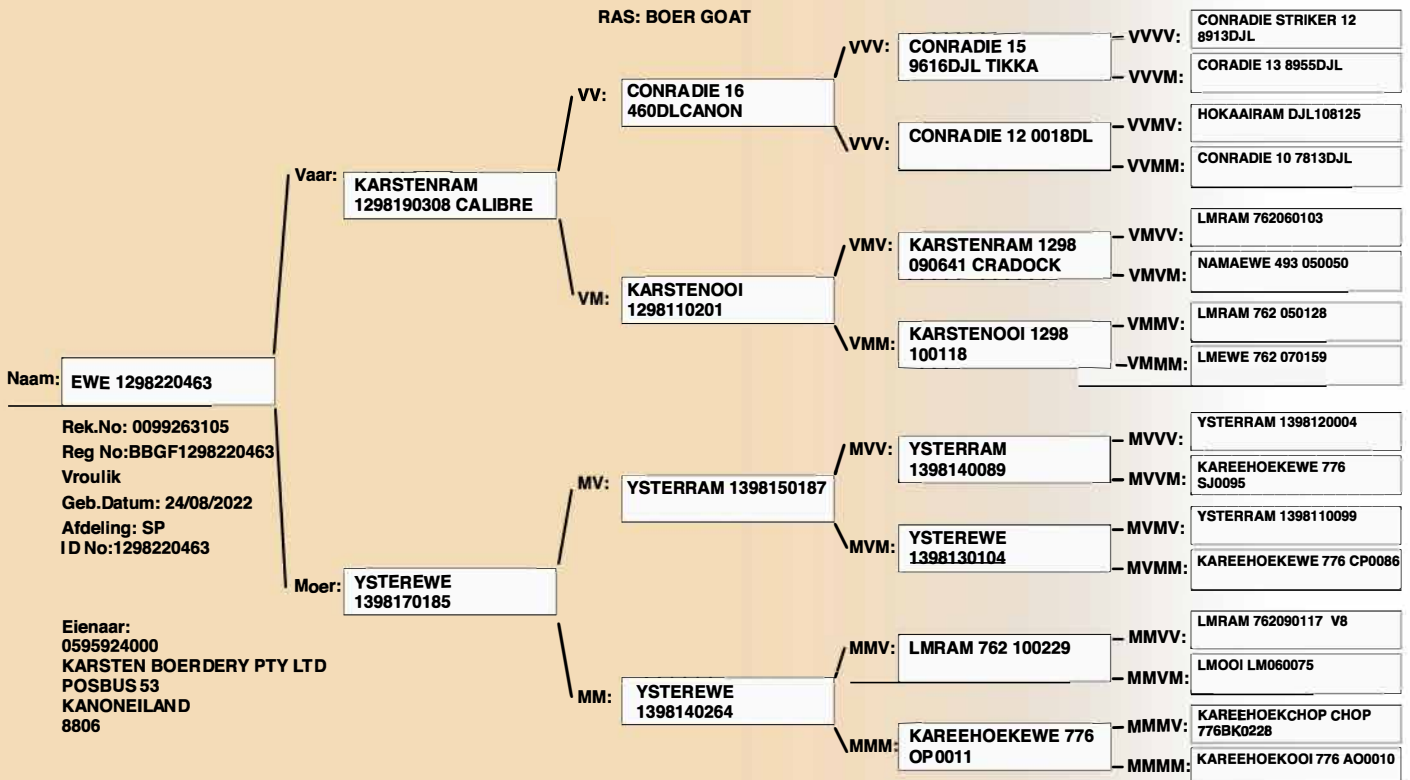 RAS: BOER GOAT
Naam:
EWE 1298220463
Rek.No: 0099263105
Reg No:BBGF1298220463
Vroulik
Geb.Datum: 24/08/2022
Afdeling: SP
ID No:1298220463
Eienaar:
0595924000
KARSTEN BOERDERY PTY LTD
POSBUS 53
KANONEILAND
8806
Vaar:
KARSTENRAM
1298190308 CALIBRE
Moer:
YSTEREWE
1398170185
VV:
CONRADIE 16
460DLCANON
VM:
KARSTENOOI
1298110201
MV:
YSTERRAM 1398150187
MM:
YSTEREWE
1398140264
VVV:
CONRADIE 15
9616DJL TIKKA
VVV:
CONRADIE 12 0018DL
VMV:
KARSTENRAM 1298
090641 CRADOCK
VMM:
KARSTENOOI 1298
100118
MVV:
YSTERRAM
1398140089
MVM:
YSTEREWE
1398130104
MMV:
LMRAM 762 100229
MMM:
KAREEHOEKEWE 776
OP0011
VVVV:
CONRADIE STRIKER 12
8913DJL
VVVM:
CORADIE 13 8955DJL
VVMV:
HOKAAIRAM DJL108125
VVMM:
CONRADIE 10 7813DJL
VMVV:
LMRAM 762060103
VMVM:
NAMAEWE 493 050050
VMMV:
LMRAM 762 050128
VMMM:
LMEWE 762 070159
MVVV:
YSTERRAM 1398120004
MVVM:
KAREEHOEKEWE 776
SJ0095
MVMV:
YSTERRAM 1398110099
MVMM:
KAREEHOEKEWE 776 CP0086
MMVV:
LMRAM 762090117 V8
MMVM:
LMOOI LM060075
MMMV:
KAREEHOEKCHOP CHOP
776BK0228
MMMM:
KAREEHOEKOOI 776 AO0010